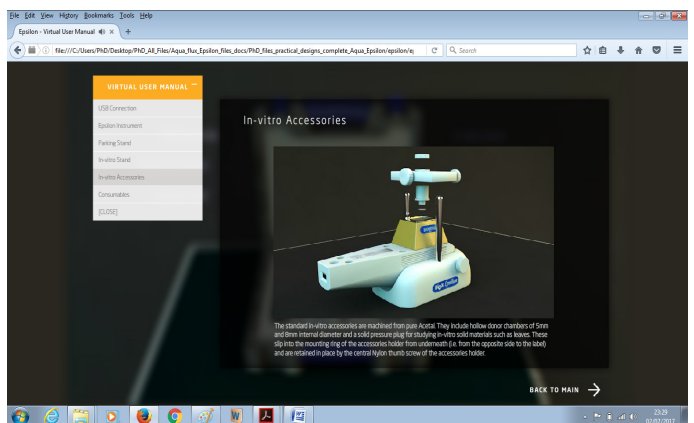 File Edit View History Bookmarks Tools Help
Epsilon - Virtual User Manual
file:///C:/Users/PhD/Desktop/PhD_All_Files/Aqua_flux_Epsilon_files_docs/PhD_files_practical_designs_complete_Aqua_Epsilon/epsilon/ej
Search
VIRTUAL USER MANUAL
USB Connection
Epsilon Instrument
Parking Stand
In-vitro Stand
In-vitro Accessories
Consumables
[CLOSE]
In-vitro Accessories
Epsilon
The standard in-vitro accessories are machined from pure Acetal. They include hollow donor chambers of 5mm
and 8mm internal diameter and a solid pressure plug for studying in-vitro solid materials such as leaves. These
slip into the mounting ring of the accessories holder from underneath (i.e. from the opposite side to the label)
and are retained in place by the central Nylon thumb screw of the accessories holder.
BACK TO MAIN
23:29
02/02/2017